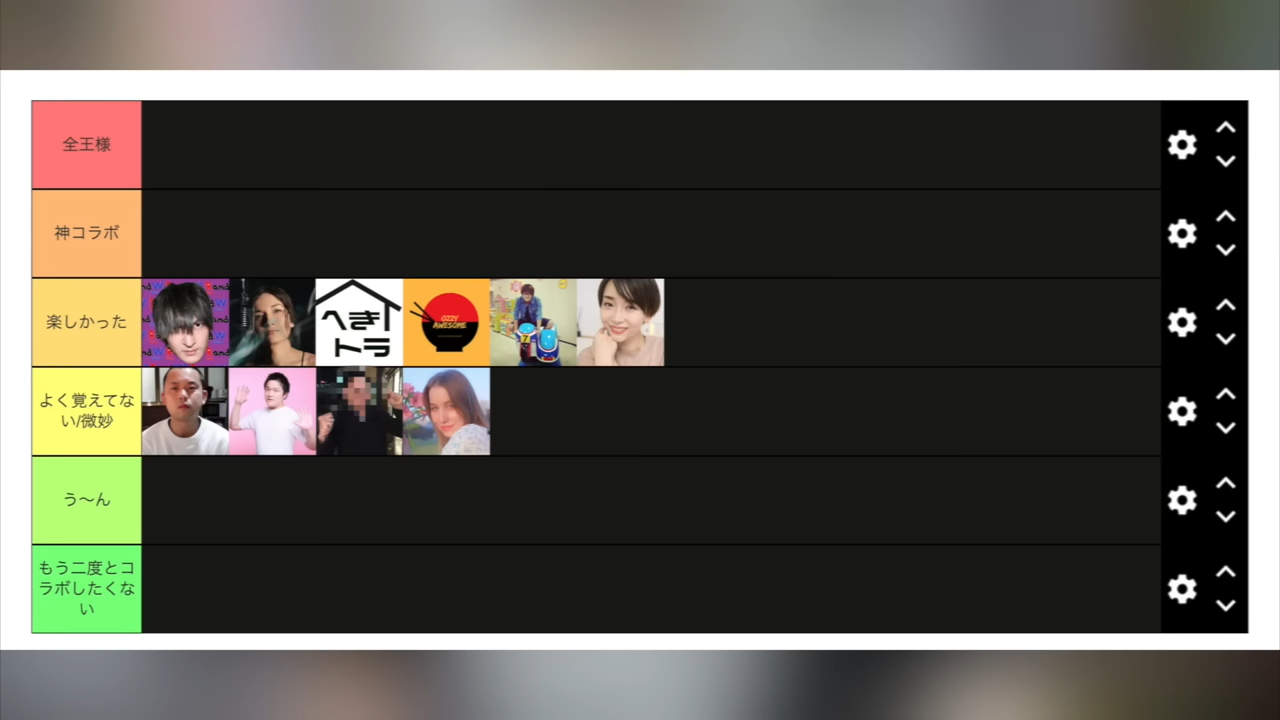 全王様
神コラボ
楽しかった
へき
トラ
OZZY
AWESOME
7
よく覚えてな
い/微妙
う〜ん
もう二度とコ
ラボしたくな
い